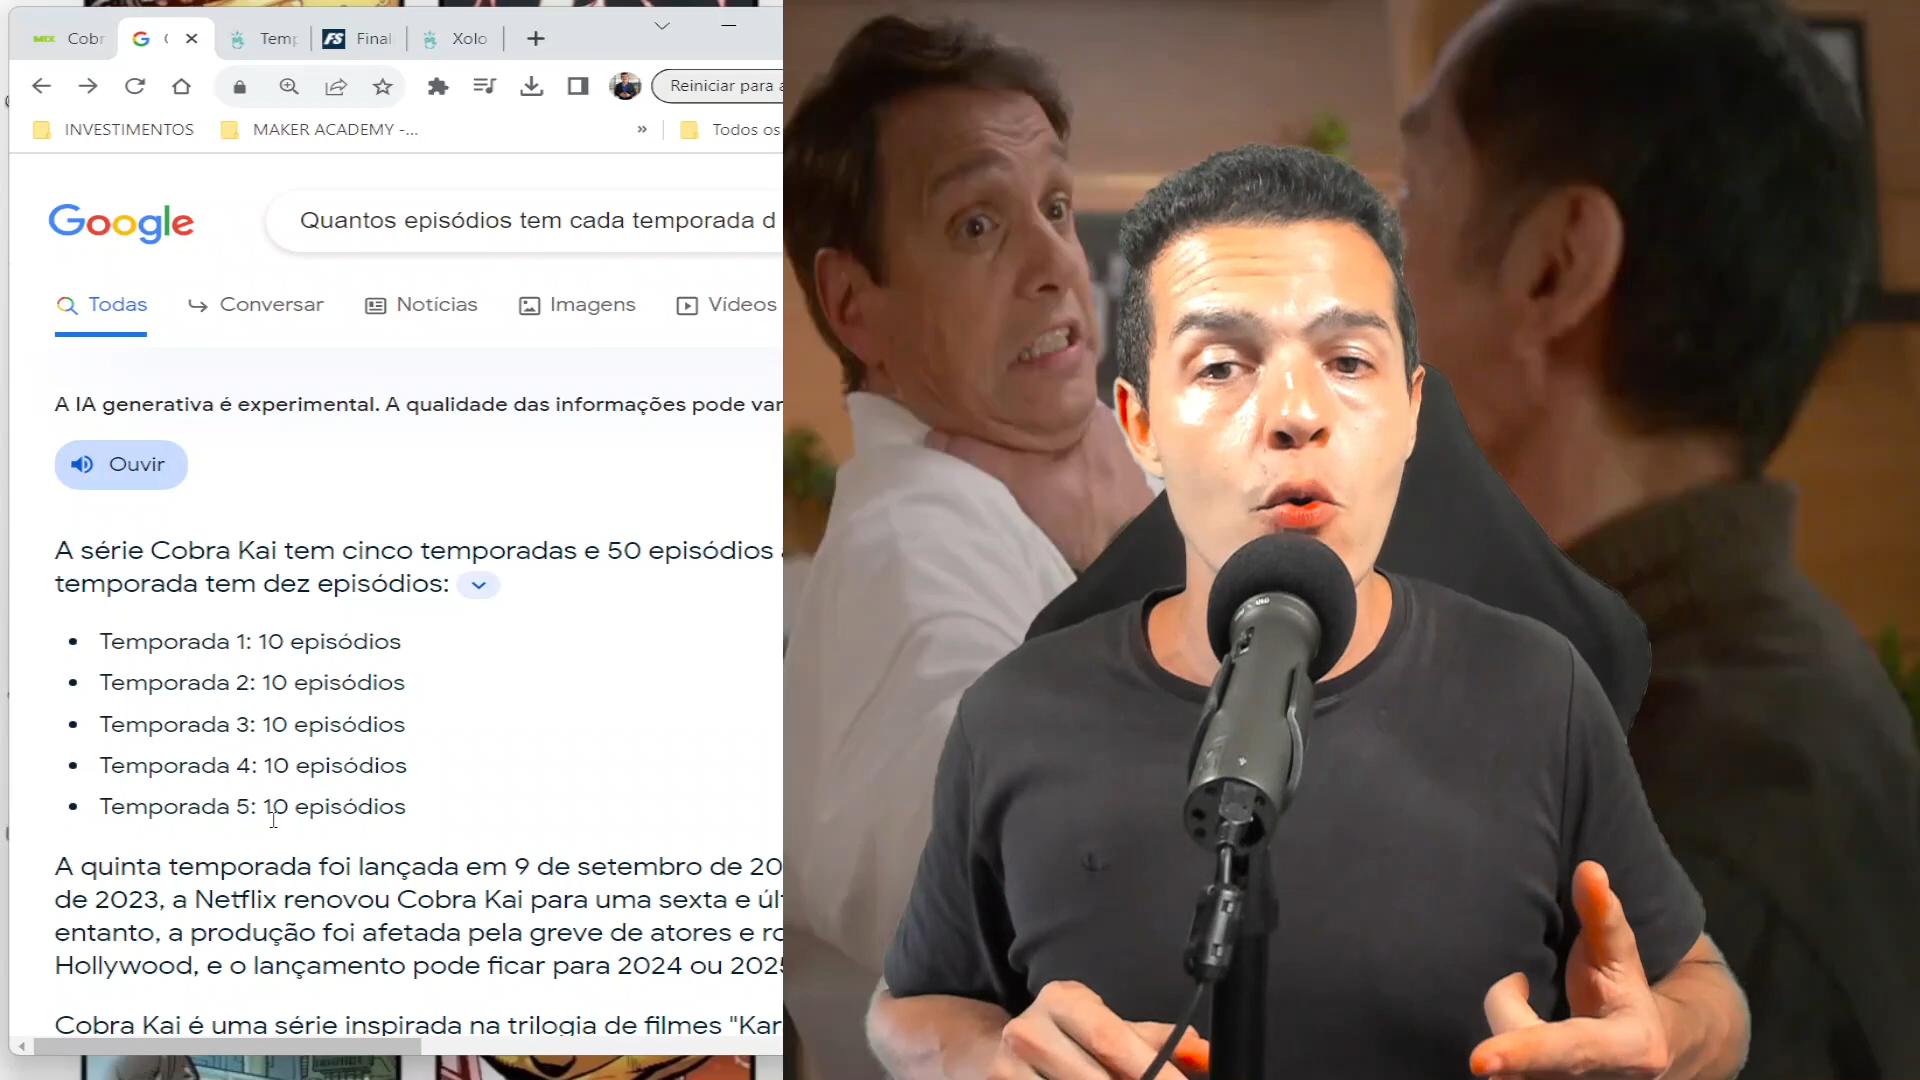 MIX Cobr
Temp
FS Final
Xolo
Reiniciar para a
INVESTIMENTOS
MAKER ACADEMY -...
»
Todos os
Google
Quantos episódios tem cada temporada d
Todas
Conversar
Notícias
Imagens
Vídeos
A IA generativa é experimental. A qualidade das informações pode var
Ouvir
A série Cobra Kai tem cinco temporadas e 50 episódios
temporada tem dez episódios:
• Temporada 1: 10 episódios
• Temporada 2: 10 episódios
• Temporada 3: 10 episódios
• Temporada 4: 10 episódios
• Temporada 5: 10 episódios
A quinta temporada foi lançada em 9 de setembro de 20
de 2023, a Netflix renovou Cobra Kai para uma sexta e últ
entanto, a produção foi afetada pela greve de atores e ro
Hollywood, e o lançamento pode ficar para 2024 ou 2025
Cobra Kai é uma série inspirada na trilogia de filmes "Kar